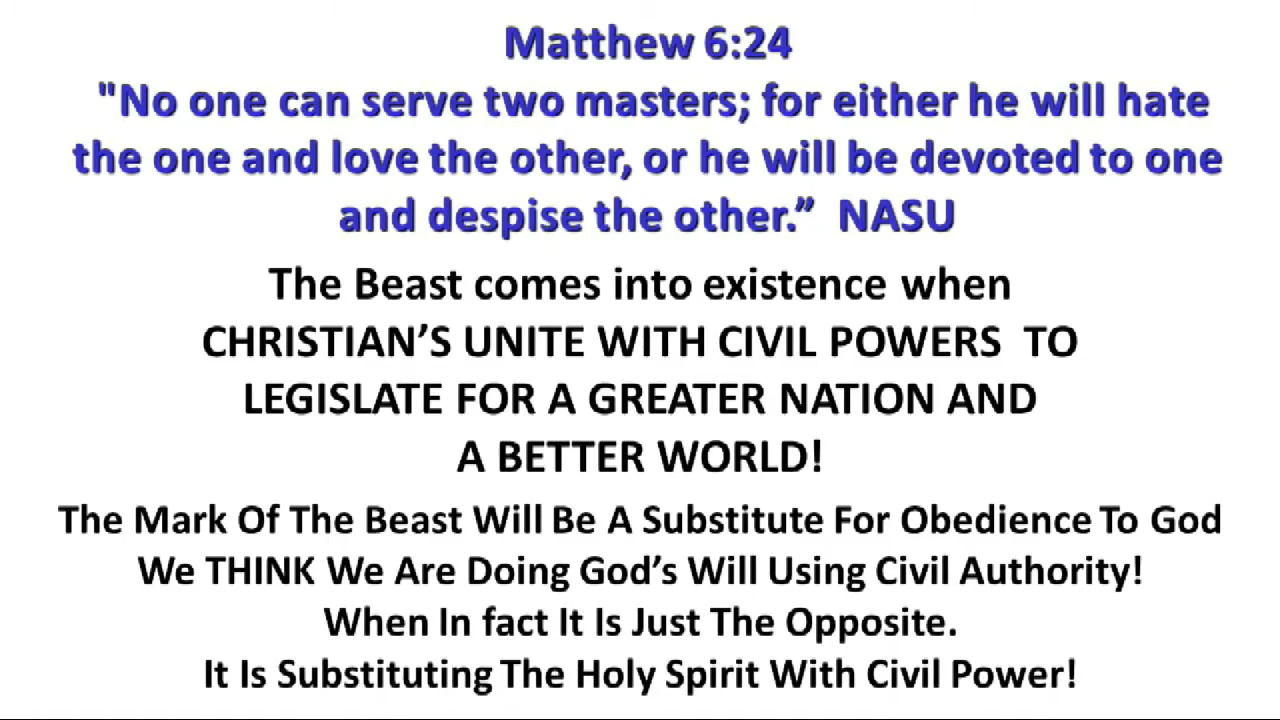 Matthew 6:24
"No one can serve two masters; for either he will hate
the one and love the other, or he will be devoted to one
and despise the other.”  NASU
The Beast comes into existence when
CHRISTIAN’S UNITE WITH CIVIL POWERS  TO
LEGISLATE FOR A GREATER NATION AND
A BETTER WORLD!
The Mark Of The Beast Will Be A Substitute For Obedience To God
We THINK We Are Doing God’s Will Using Civil Authority!
When In fact It Is Just The Opposite.
It Is Substituting The Holy Spirit With Civil Power!